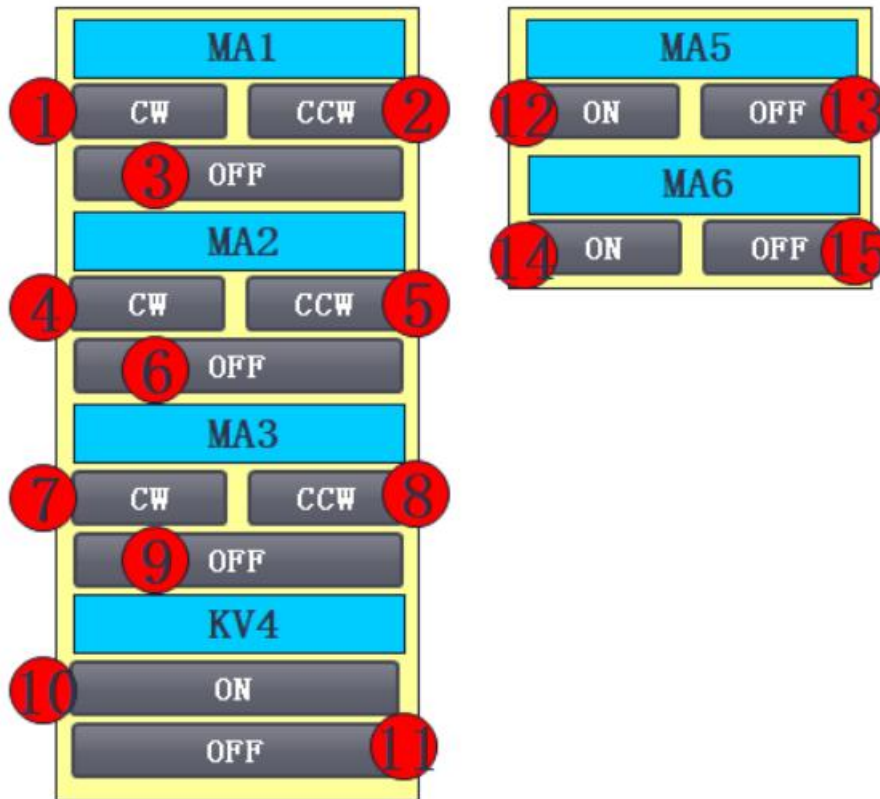 MA1
1 CW CCW 2
3 OFF
MA2
4 CW CCW 5
6 OFF
MA3
7 CW CCW 8
9 OFF
KV4
10 ON
OFF 11
MA5
12 ON OFF 13
MA6
14 ON OFF 15